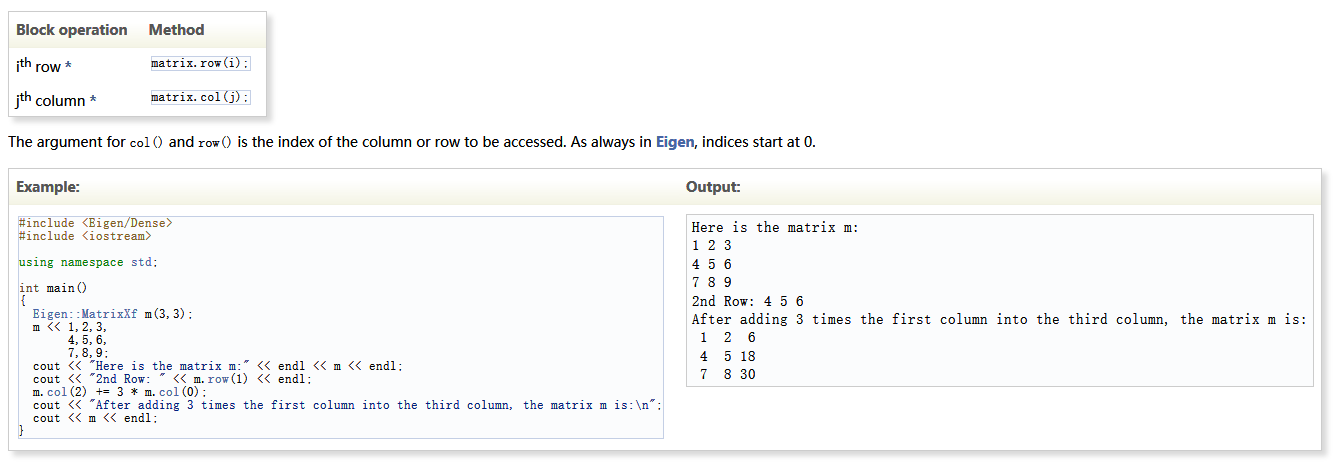 Block operation Method
ith row * matrix.row(i);
jth column * matrix.col(j);
The argument for col() and row() is the index of the column or row to be accessed. As always in Eigen, indices start at 0.
Example: Output:
#include <Eigen/Dense>
#include <iostream>
using namespace std;
int main()
{
  Eigen::MatrixXf m(3,3);
  m << 1,2,3,
       4,5,6,
       7,8,9;
  cout << "Here is the matrix m:" << endl << m << endl;
  cout << "2nd Row: " << m.row(1) << endl;
  m.col(2) += 3 * m.col(0);
  cout << "After adding 3 times the first column into the third column, the matrix m is:\n";
  cout << m << endl;
}
Here is the matrix m:
1 2 3
4 5 6
7 8 9
2nd Row: 4 5 6
After adding 3 times the first column into the third column, the matrix m is:
 1  2  6
 4  5 18
 7  8 30